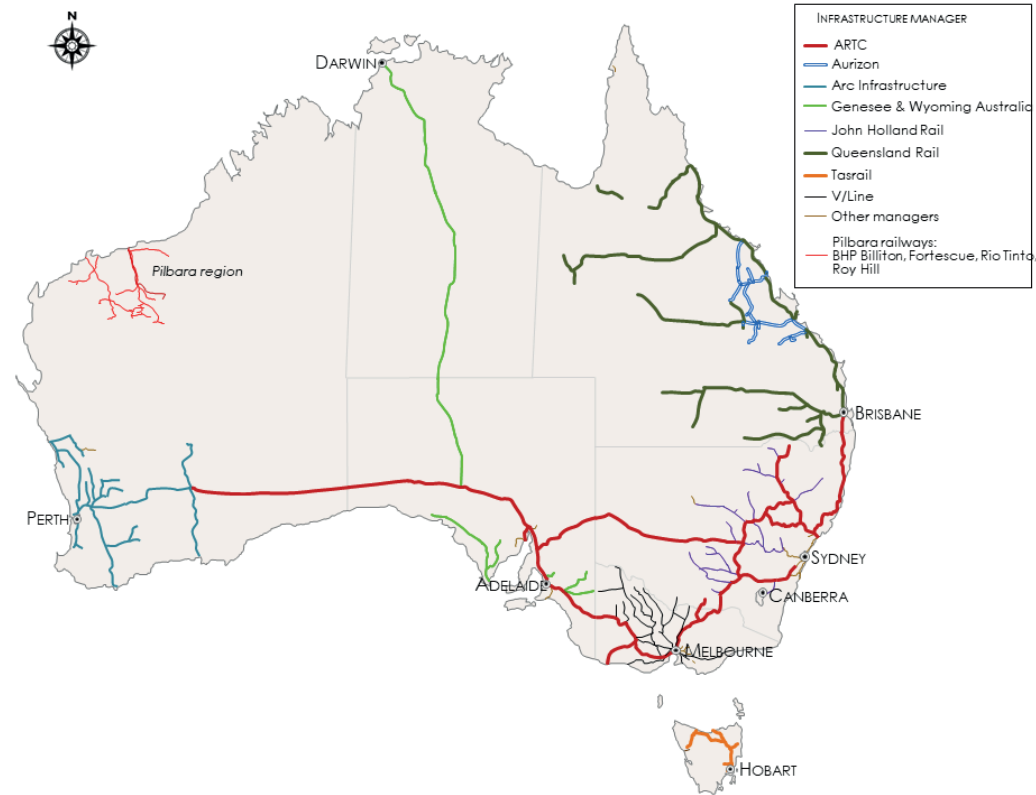 N
INFRASTRUCTURE MANAGER
ARTC
Aurizon
Arc Infrastructure
Genesee & Wyoming Australia
John Holland Rail
Queensland Rail
Tasrail
V/Line
Other managers
Pilbara railways:
BHP Billiton, Fortescue, Rio Tinto,
Roy Hill
DARWIN
Pilbara region
BRISBANE
PERTH
SYDNEY
ADELAIDE
CANBERRA
MELBOURNE
HOBART